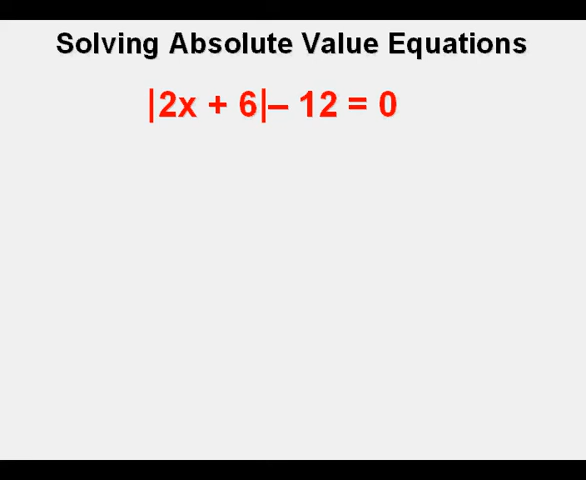 Solving Absolute Value Equations
|2x + 6|– 12 = 0